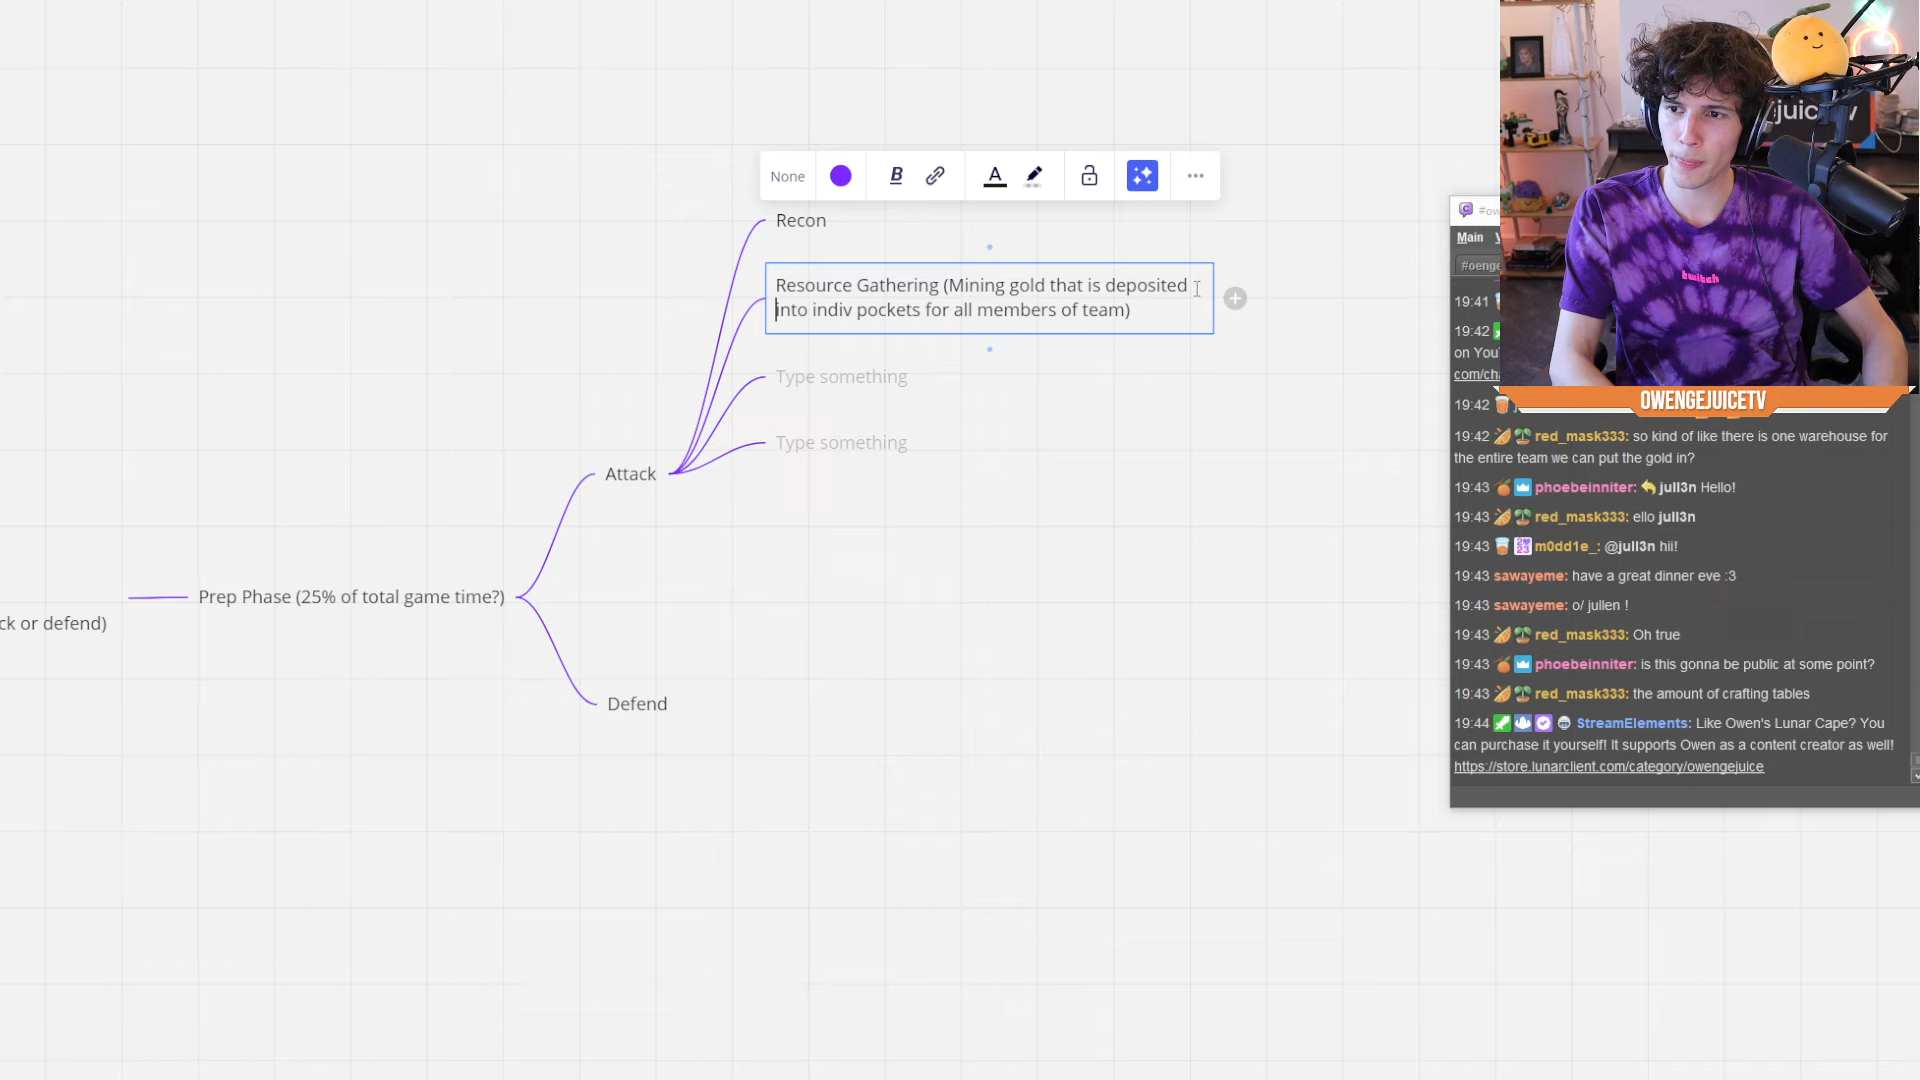 None
B
A
Recon
Resource Gathering (Mining gold that is deposited
into indiv pockets for all members of team)
Type something
Type something
Attack
Prep Phase (25% of total game time?)
ck or defend)
Defend
ejuice
v
twitch
OWENGEJUICETV
Main
#oenge
19:41
19:42
on You
com/cha
19:42
19:42 red_mask333: so kind of like there is one warehouse for
the entire team we can put the gold in?
19:43 phoebeinniter: jull3n Hello!
19:43 red_mask333: ello jull3n
19:43 m0dd1e_: @jull3n hii!
19:43 sawayeme: have a great dinner eve :3
19:43 sawayeme: o/ jullen !
19:43 red_mask333: Oh true
19:43 phoebeinniter: is this gonna be public at some point?
19:43 red_mask333: the amount of crafting tables
19:44 StreamElements: Like Owen's Lunar Cape? You
can purchase it yourself! It supports Owen as a content creator as well!
https://store.lunarclient.com/category/owengejuice